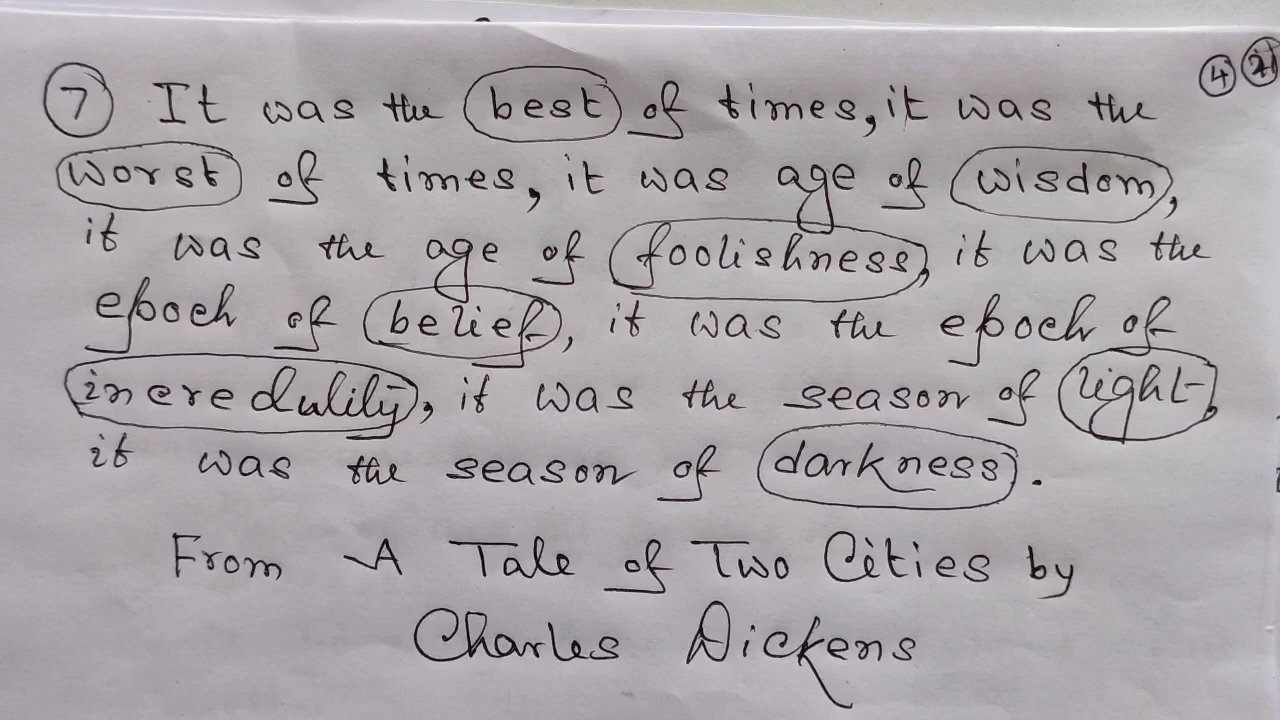 7 It was the best of times, it was the
worst of times, it was age of wisdom,
it was the age of foolishness, it was the
epoch of belief, it was the epoch of
incredulity, it was the season of light,
it was the season of darkness.
From A Tale of Two Cities by
Charles Dickens
4